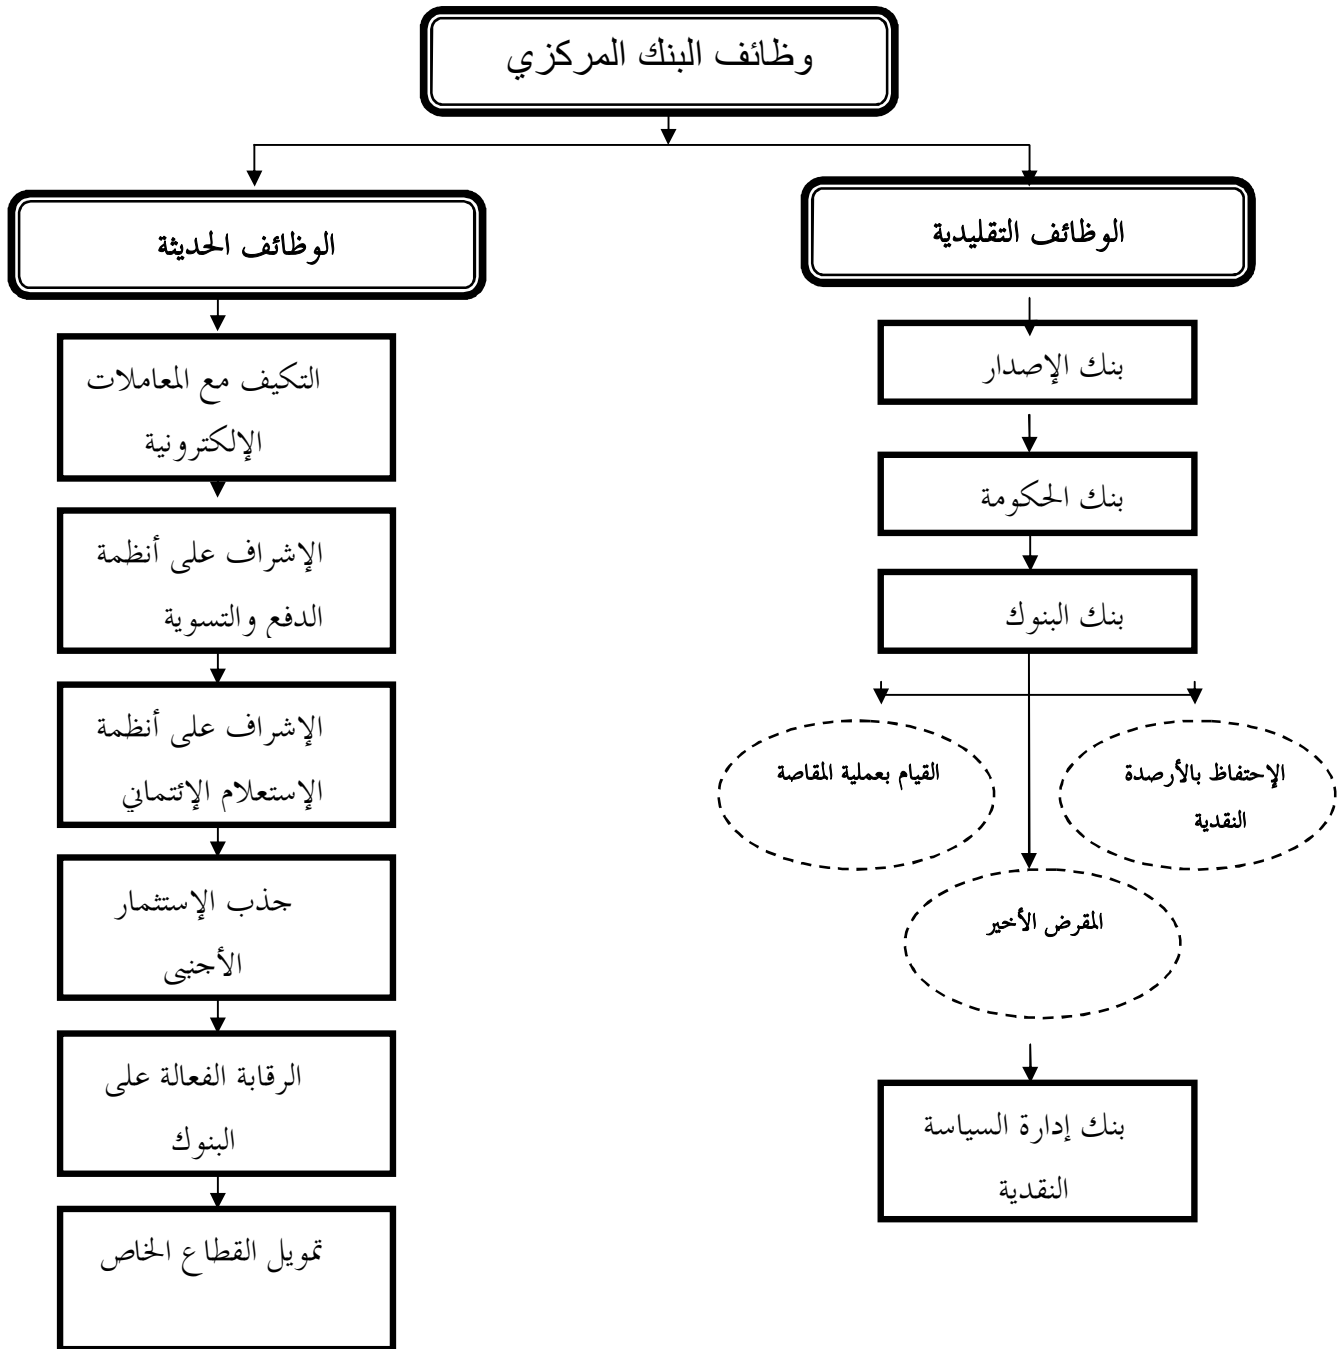 وظائف البنك المركزي
الوظائف التقليدية
بنك الإصدار
بنك الحكومة
بنك البنوك
الإحتفاظ بالأرصدة
النقدية
القيام بعملية المقاصة
المقرض الأخير
بنك إدارة السياسة
النقدية
الوظائف الحديثة
التكيف مع المعاملات
الإلكترونية
الإشراف على أنظمة
الدفع والتسوية
الإشراف على أنظمة
الإستعلام الإئتماني
جذب الإستثمار
الأجنبي
الرقابة الفعالة على
البنوك
تمويل القطاع الخاص